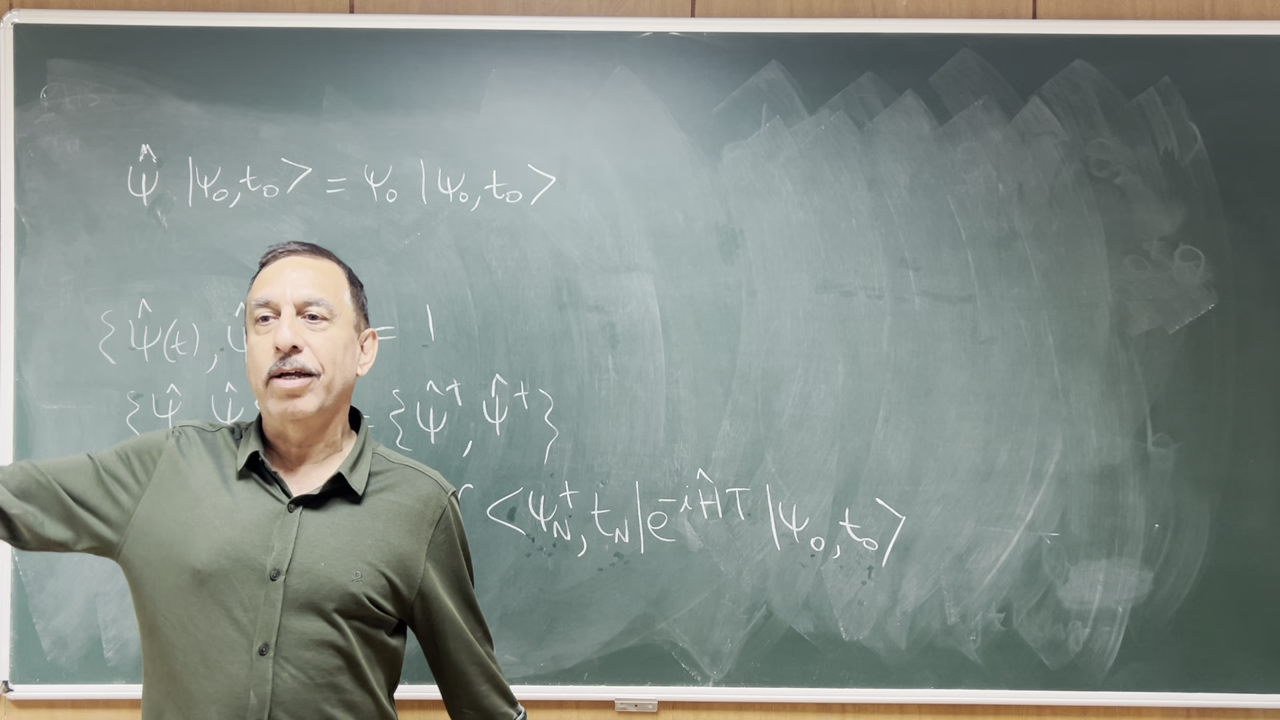 ψ̂ |ψ₀,t₀> = ψ₀ |ψ₀,t₀>
{ψ̂(t), ψ̂ = 1
{ψ̂ ψ̂ = {ψ̂†, ψ̂†}
<ψ_N†, t_N|e^{-iĤT}|ψ₀,t₀>